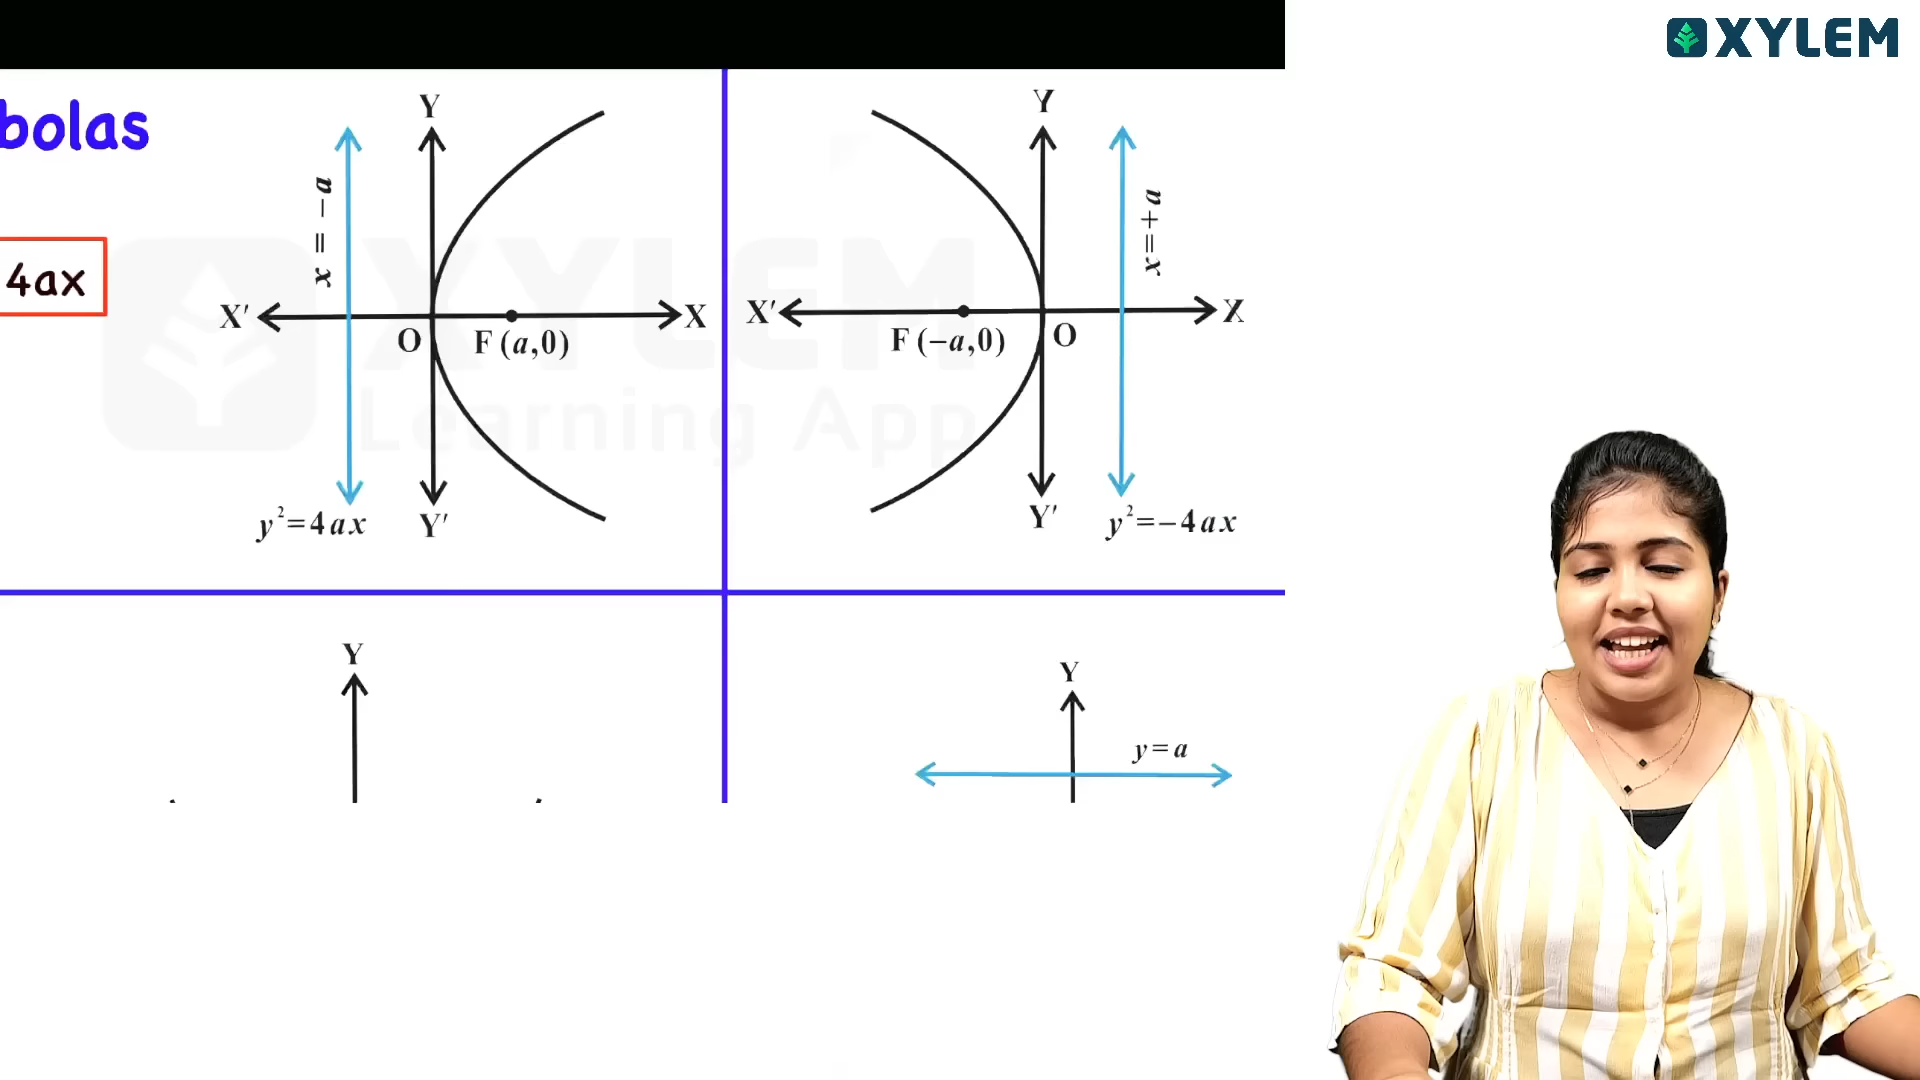 XYLEM
bolas
4ax
Y
x = −a
X′
X
O
F (a,0)
y²=4ax
Y′
Y
x=+a
X′
X
F (−a,0)
O
Y′
y²=−4ax
XYLEM
Learning App
Y
Y
y=a